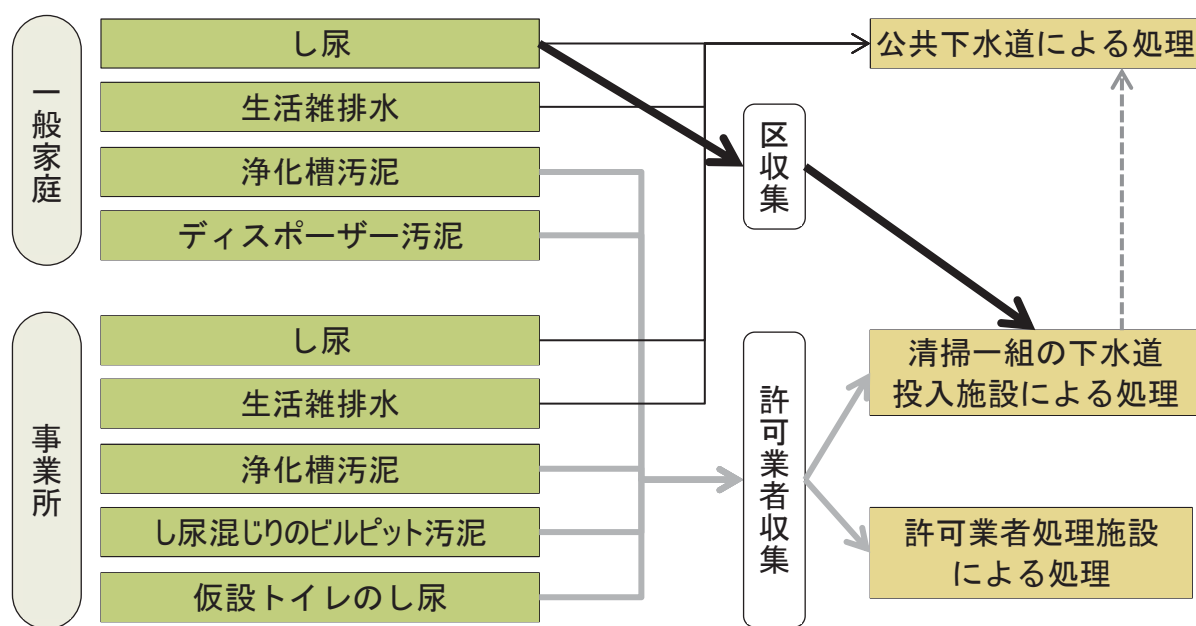 一般家庭
し尿
生活雑排水
浄化槽汚泥
ディスポーザー汚泥
事業所
し尿
生活雑排水
浄化槽汚泥
し尿混じりのビルピット汚泥
仮設トイレのし尿
区収集
許可業者収集
公共下水道による処理
清掃一組の下水道
投入施設による処理
許可業者処理施設
による処理